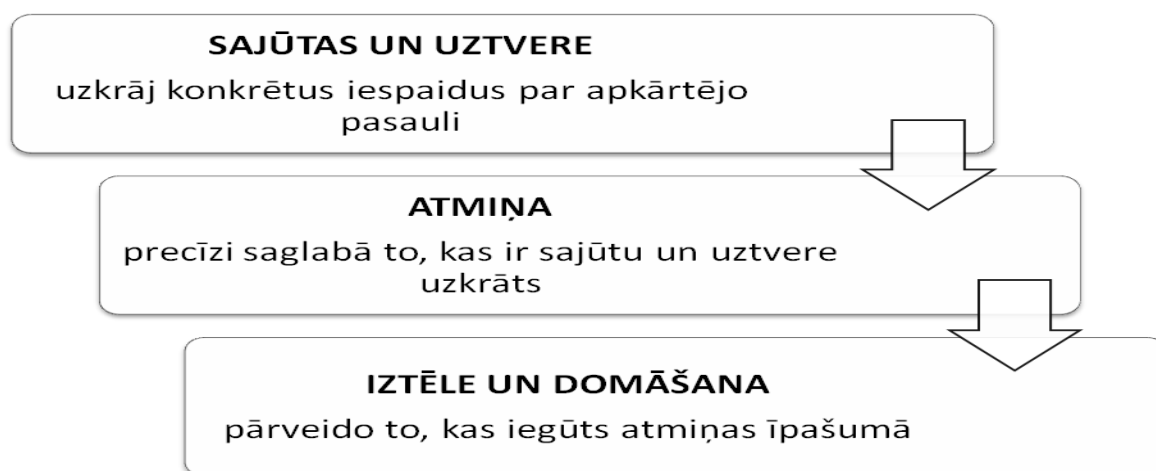 SAJŪTAS UN UZTVERE
uzkrāj konkrētus iespaidus par apkārtējo
pasauli
ATMIŅA
precīzi saglabā to, kas ir sajūtu un uztvere
uzkrāts
IZTĒLE UN DOMĀŠANA
pārveido to, kas iegūts atmiņas īpašumā